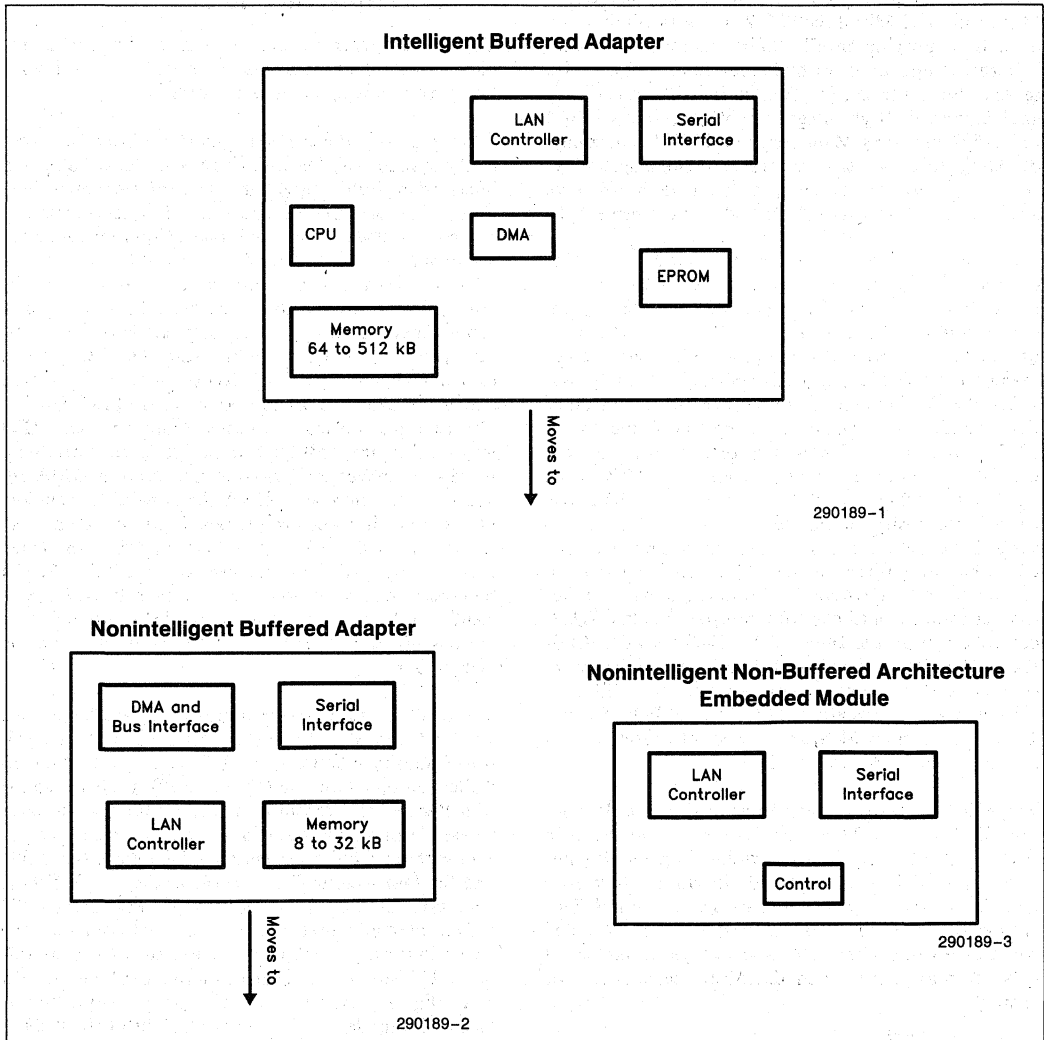 Intelligent Buffered Adapter
LAN
Controller
Serial
Interface
CPU
DMA
EPROM
Memory
64 to 512 kB
Moves to
290189-1
Nonintelligent Buffered Adapter
DMA and
Bus Interface
Serial
Interface
LAN
Controller
Memory
8 to 32 kB
Moves to
290189-2
Nonintelligent Non-Buffered Architecture
Embedded Module
LAN
Controller
Serial
Interface
Control
290189-3